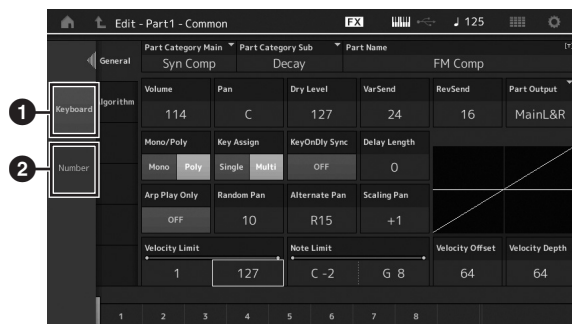 Edit - Part1 - Common FX 125
Part Category Main Part Category Sub Part Name
General Syn Comp Decay FM Comp
Volume Pan Dry Level VarSend RevSend Part Output
1 Keyboard lgorithm 114 C 127 24 16 MainL&R
Mono/Poly Key Assign KeyOnDly Sync Delay Length
2 Number Mono Poly Single Multi OFF 0
Arp Play Only Random Pan Alternate Pan Scaling Pan
OFF 10 R15 +1
Velocity Limit Note Limit Velocity Offset Velocity Depth
1 127 C -2 G 8 64 64
1 2 3 4 5 6 7 8